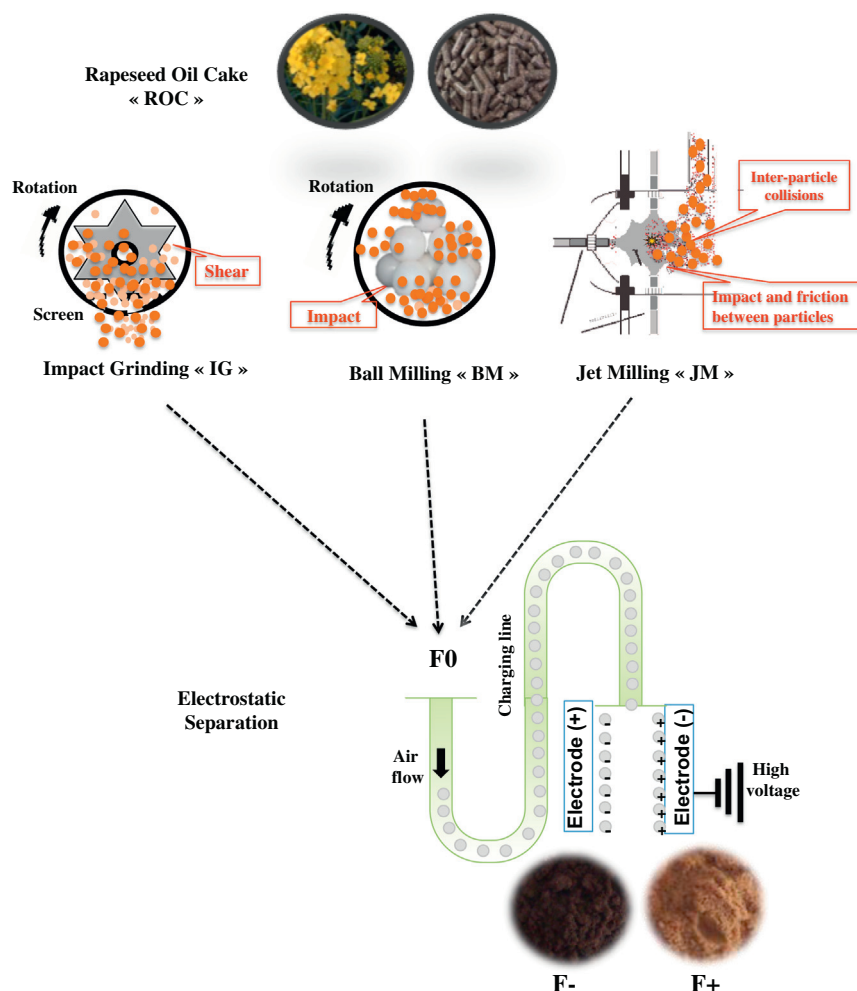 Rapeseed Oil Cake
« ROC »
Rotation
Shear
Screen
Impact Grinding « IG »
Rotation
Impact
Ball Milling « BM »
Inter-particle
collisions
Impact and friction
between particles
Jet Milling « JM »
F0
Electrostatic
Separation
Air
flow
Charging line
Electrode (+)
-
-
-
-
-
-
-
+
+
+
+
+
+
+
Electrode (-)
High
voltage
F-
F+